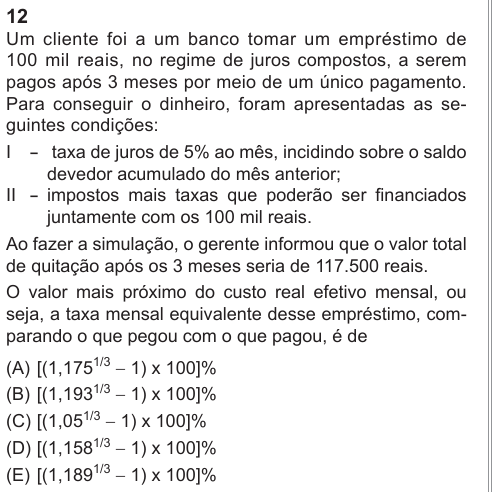 12
Um cliente foi a um banco tomar um empréstimo de
100 mil reais, no regime de juros compostos, a serem
pagos após 3 meses por meio de um único pagamento.
Para conseguir o dinheiro, foram apresentadas as se-
guintes condições:
I – taxa de juros de 5% ao mês, incidindo sobre o saldo
devedor acumulado do mês anterior;
II – impostos mais taxas que poderão ser financiados
juntamente com os 100 mil reais.
Ao fazer a simulação, o gerente informou que o valor total
de quitação após os 3 meses seria de 117.500 reais.
O valor mais próximo do custo real efetivo mensal, ou
seja, a taxa mensal equivalente desse empréstimo, com-
parando o que pegou com o que pagou, é de
(A) [(1,175^1/3 – 1) x 100]%
(B) [(1,193^1/3 – 1) x 100]%
(C) [(1,05^1/3 – 1) x 100]%
(D) [(1,158^1/3 – 1) x 100]%
(E) [(1,189^1/3 – 1) x 100]%